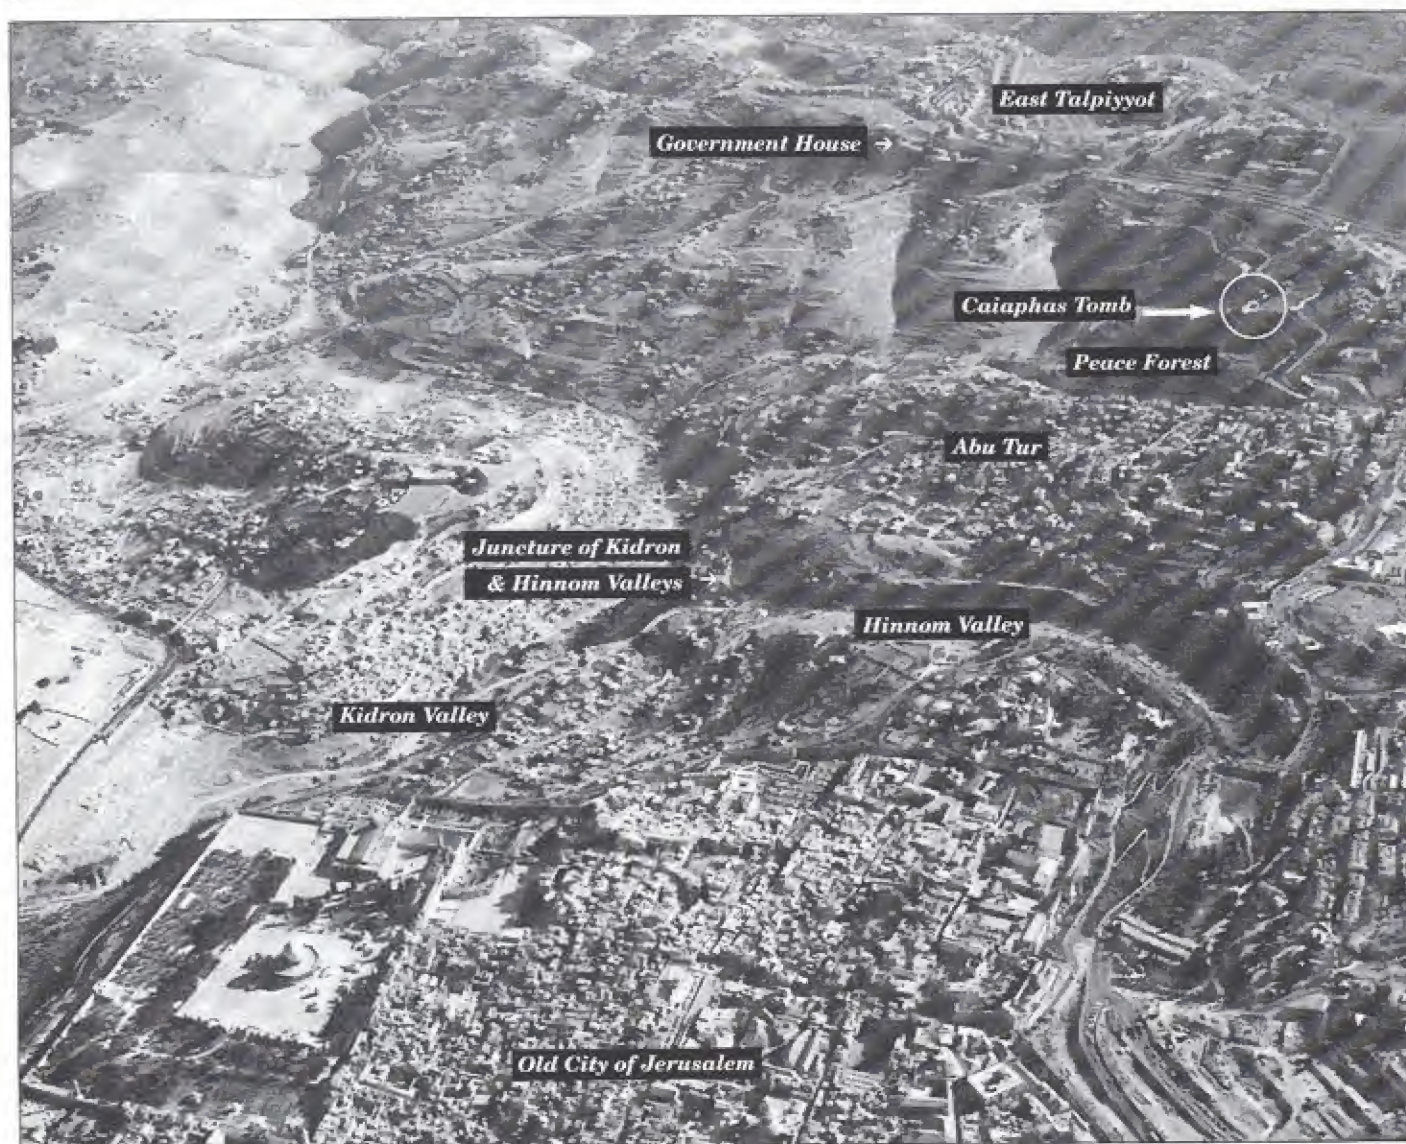 East Talpiyyot
Government House →
Caiaphas Tomb
Peace Forest
Abu Tur
Juncture of Kidron
& Hinnom Valleys →
Hinnom Valley
Kidron Valley
Old City of Jerusalem